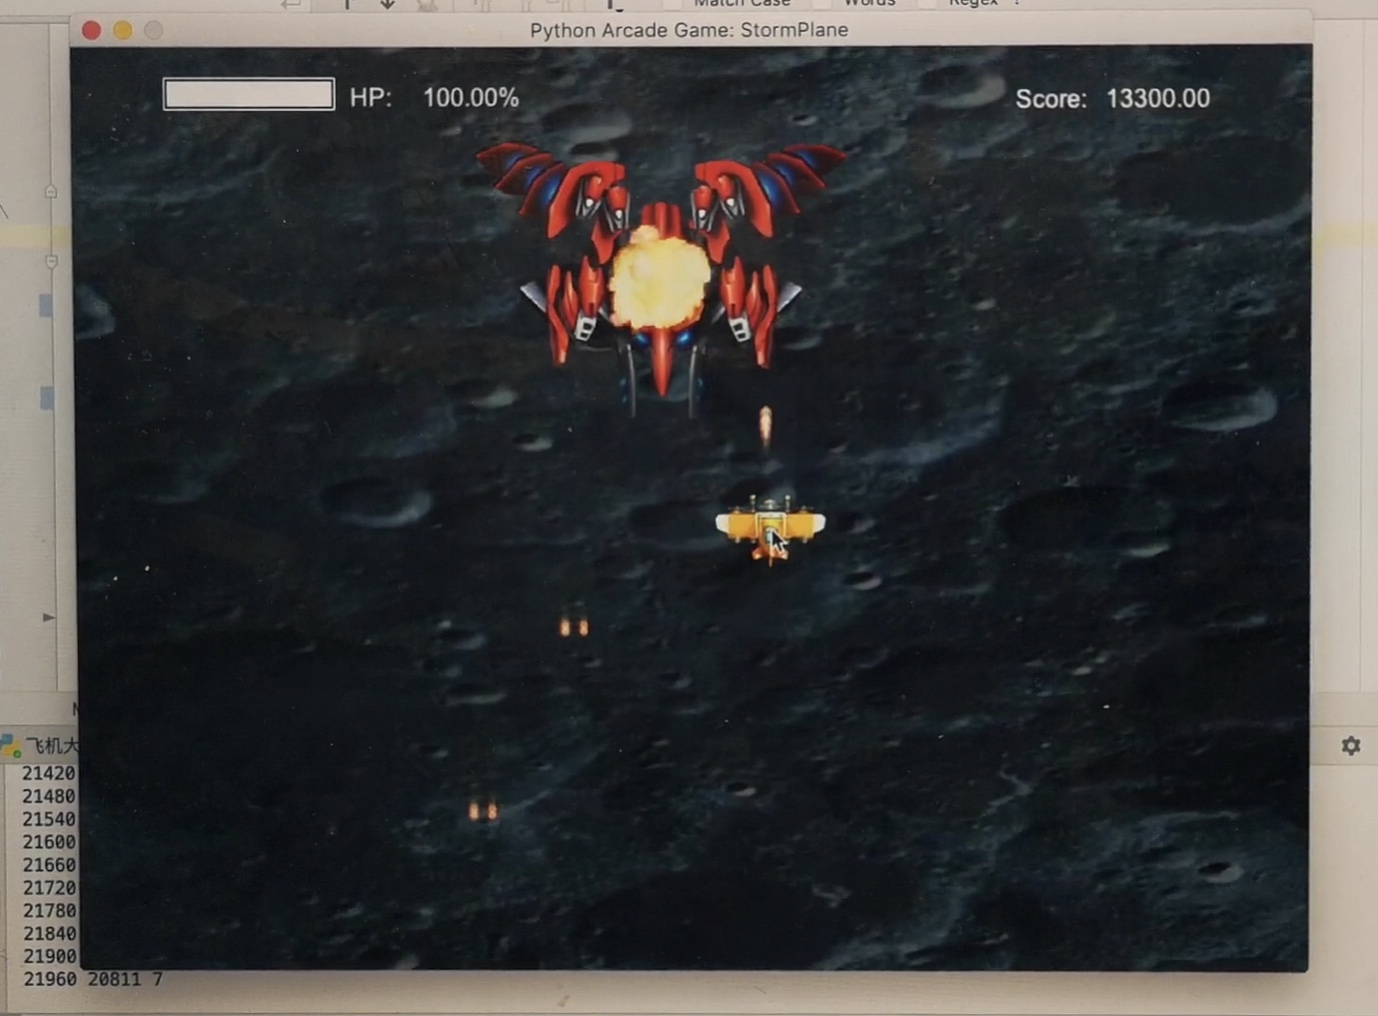 Match Case Words Regex ?
Python Arcade Game: StormPlane
HP: 100.00%
Score: 13300.00
飞机大
21420
21480
21540
21600
21660
21720
21780
21840
21900
21960 20811 7